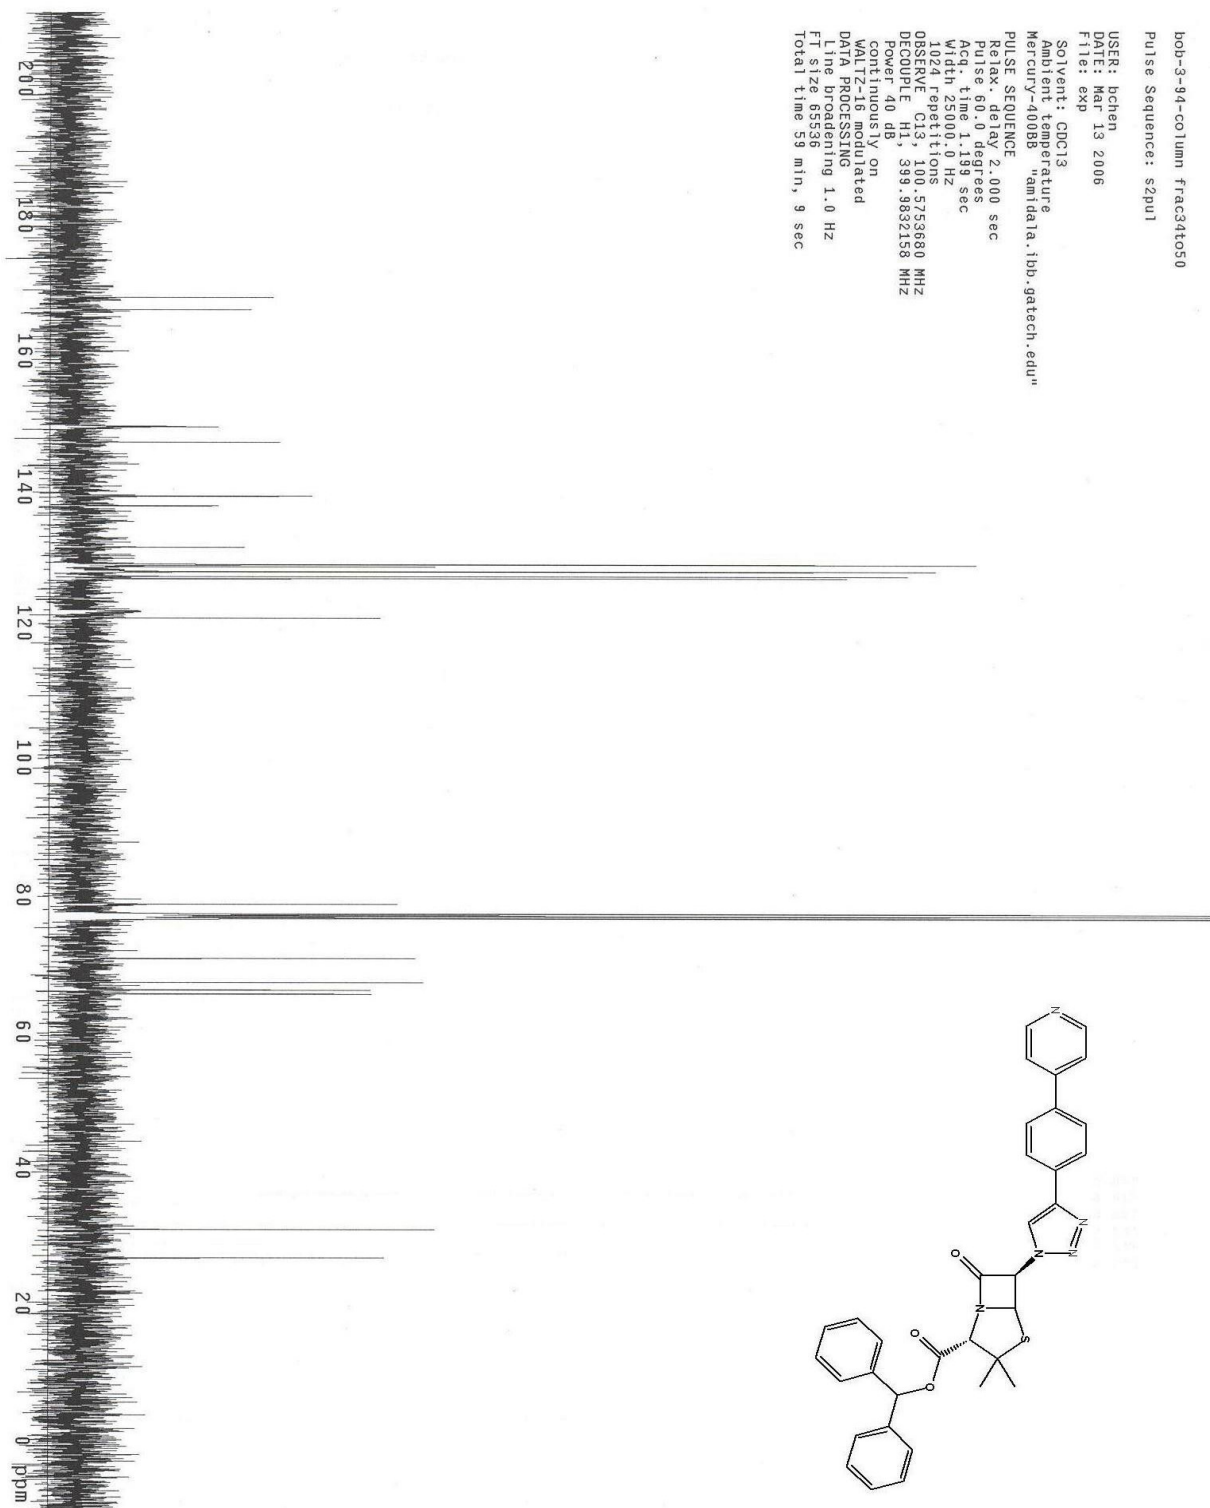 bob-3-94-column frac34to50
Pulse Sequence: s2pul
USER: bchen
DATE: Mar 13 2006
File: exp
Solvent: CDCl3
Ambient temperature
Mercury-400BB "amidala.ibb.gatech.edu"
PULSE SEQUENCE
Relax. delay 2.000 sec
Pulse 60.0 degrees
Acq. time 1.199 sec
Width 25000.0 Hz
1024 repetitions
OBSERVE C13, 100.5753680 MHz
DECOUPLE H1, 399.9832158 MHz
Power 40 dB
continuously on
WALTZ-16 modulated
DATA PROCESSING
Line broadening 1.0 Hz
FT size 65536
Total time 59 min, 9 sec
200 180 160 140 120 100 80 60 40 20 0 ppm
N
N
N
N
O
N
S
O
O